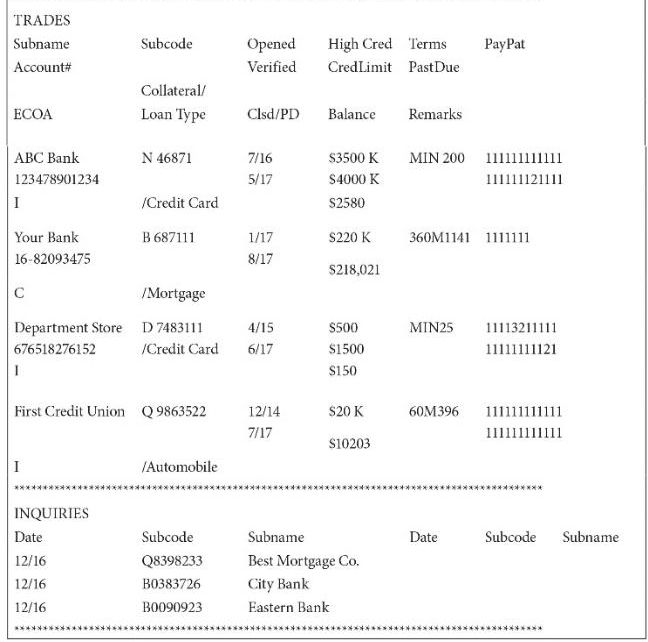 TRADES
Subname Subcode Opened High Cred Terms PayPat
Account# Verified CredLimit PastDue
Collateral/
ECOA Loan Type Clsd/PD Balance Remarks
ABC Bank N 46871 7/16 $3500 K MIN 200 111111111111
123478901234 5/17 $4000 K 111111121111
I /Credit Card $2580
Your Bank B 687111 1/17 $220 K 360M1141 1111111
16-82093475 8/17
$218,021
C /Mortgage
Department Store D 7483111 4/15 $500 MIN25 11113211111
676518276152 /Credit Card 6/17 $1500 11111111121
I $150
First Credit Union Q 9863522 12/14 $20 K 60M396 111111111111
7/17 111111111111
$10203
I /Automobile
INQUIRIES
Date Subcode Subname Date Subcode Subname
12/16 Q8398233 Best Mortgage Co.
12/16 B0383726 City Bank
12/16 B0090923 Eastern Bank